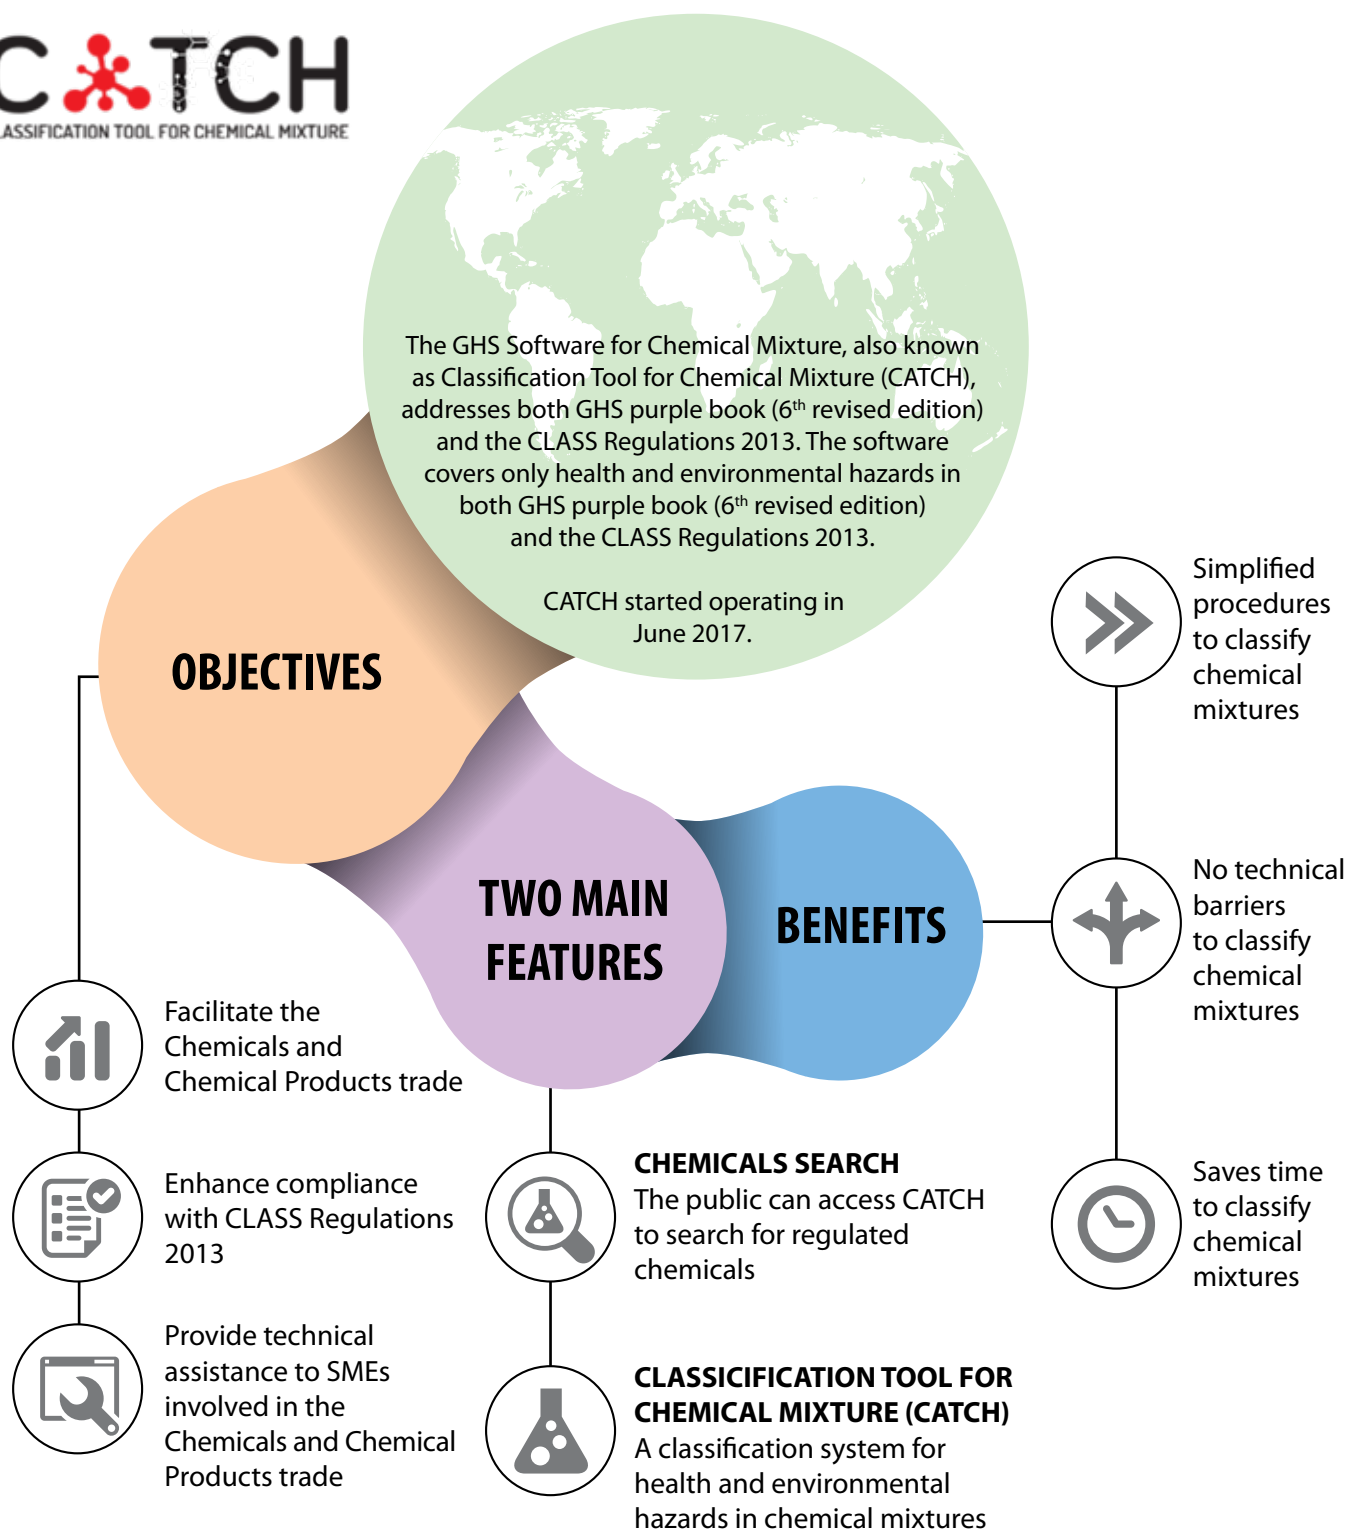 CATCH
LASSIFICATION TOOL FOR CHEMICAL MIXTURE
The GHS Software for Chemical Mixture, also known
as Classification Tool for Chemical Mixture (CATCH),
addresses both GHS purple book (6th revised edition)
and the CLASS Regulations 2013. The software
covers only health and environmental hazards in
both GHS purple book (6th revised edition)
and the CLASS Regulations 2013.
CATCH started operating in
June 2017.
OBJECTIVES
Facilitate the
Chemicals and
Chemical Products trade
Enhance compliance
with CLASS Regulations
2013
Provide technical
assistance to SMEs
involved in the
Chemicals and Chemical
Products trade
TWO MAIN
FEATURES
CHEMICALS SEARCH
The public can access CATCH
to search for regulated
chemicals
CLASSICIFICATION TOOL FOR
CHEMICAL MIXTURE (CATCH)
A classification system for
health and environmental
hazards in chemical mixtures
BENEFITS
Simplified
procedures
to classify
chemical
mixtures
No technical
barriers
to classify
chemical
mixtures
Saves time
to classify
chemical
mixtures